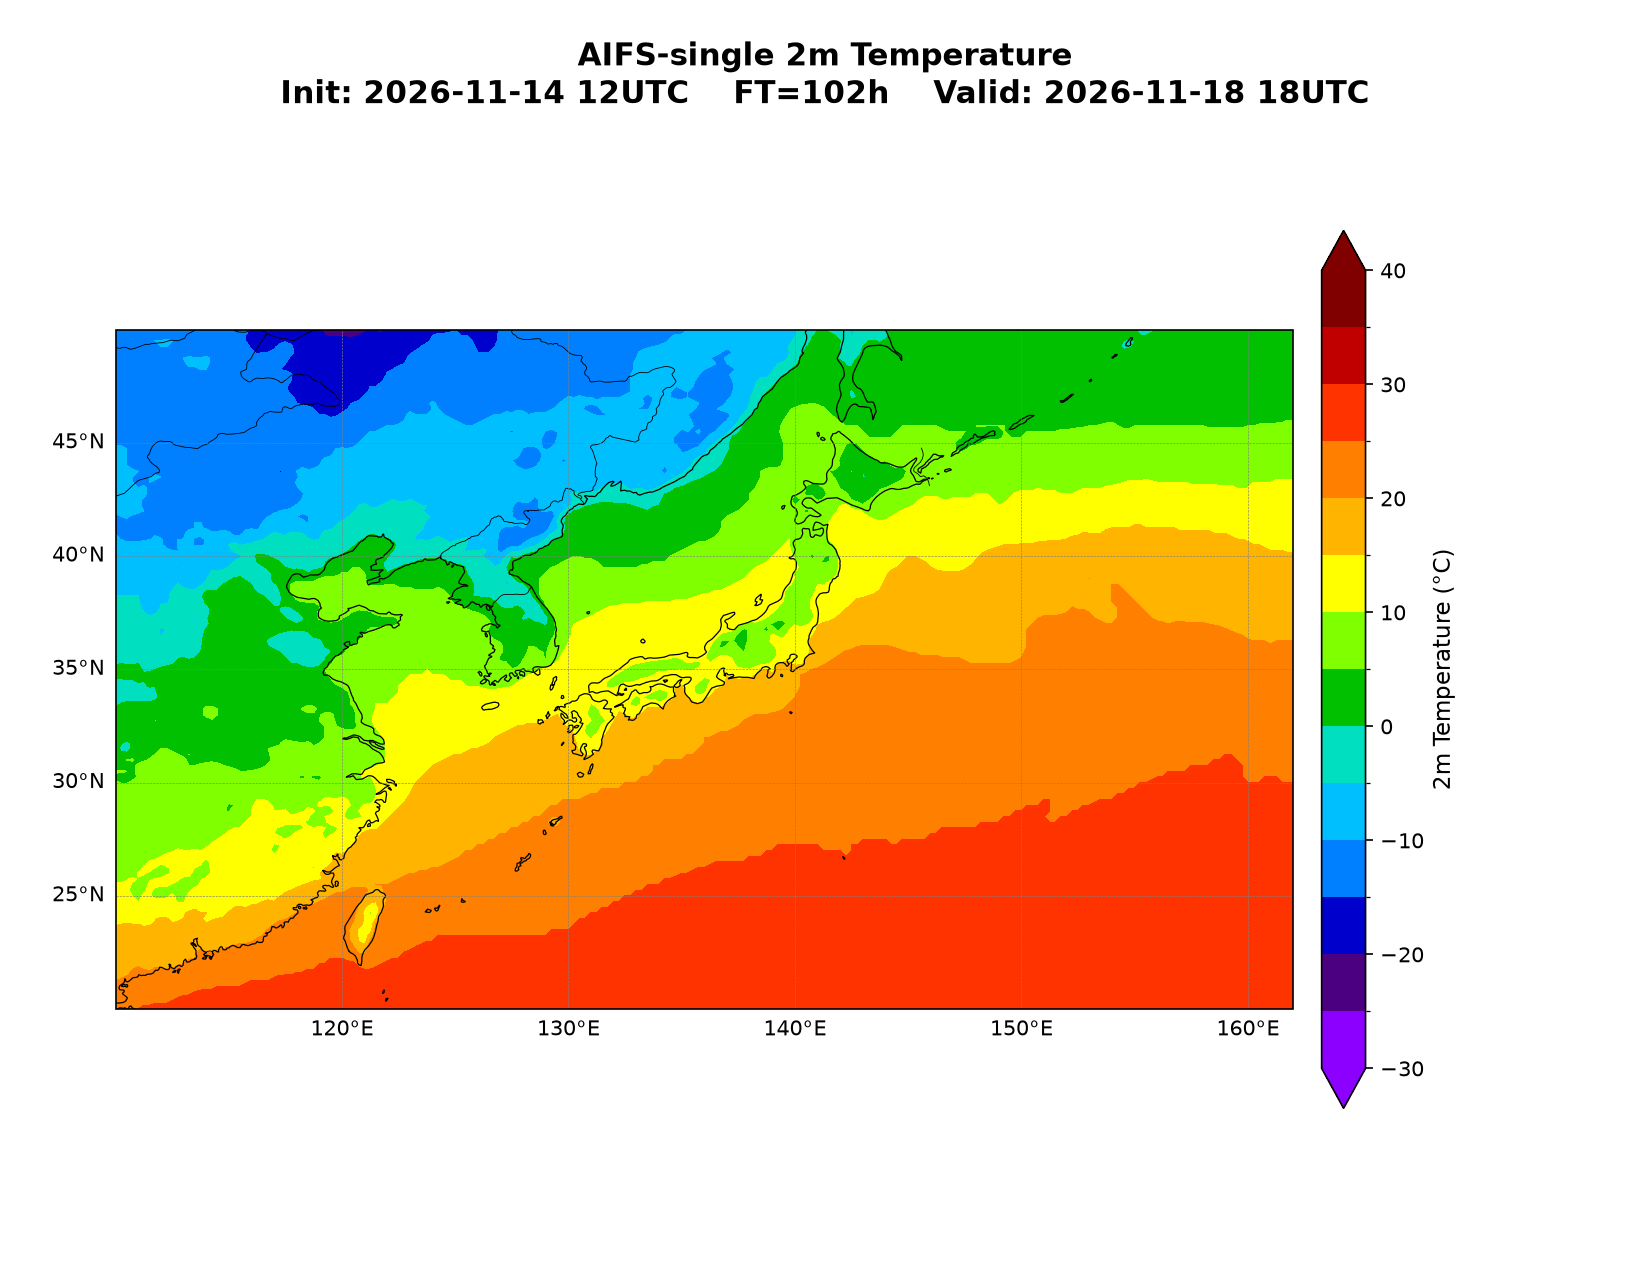 AIFS-single 2m Temperature
Init: 2026-11-14 12UTC    FT=102h    Valid: 2026-11-18 18UTC
45°N
40°N
35°N
30°N
25°N
120°E
130°E
140°E
150°E
160°E
40
30
20
10
0
−10
−20
−30
2m Temperature (°C)